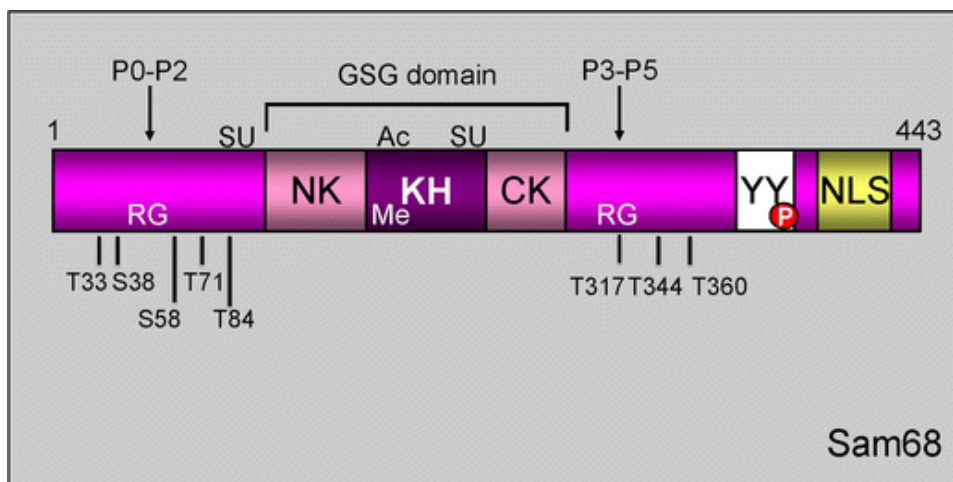 P0-P2 GSG domain P3-P5
1 SU Ac SU 443
NK KH CK YY NLS
RG Me RG P
T33 S38 T71 T317 T344 T360
S58 T84
Sam68